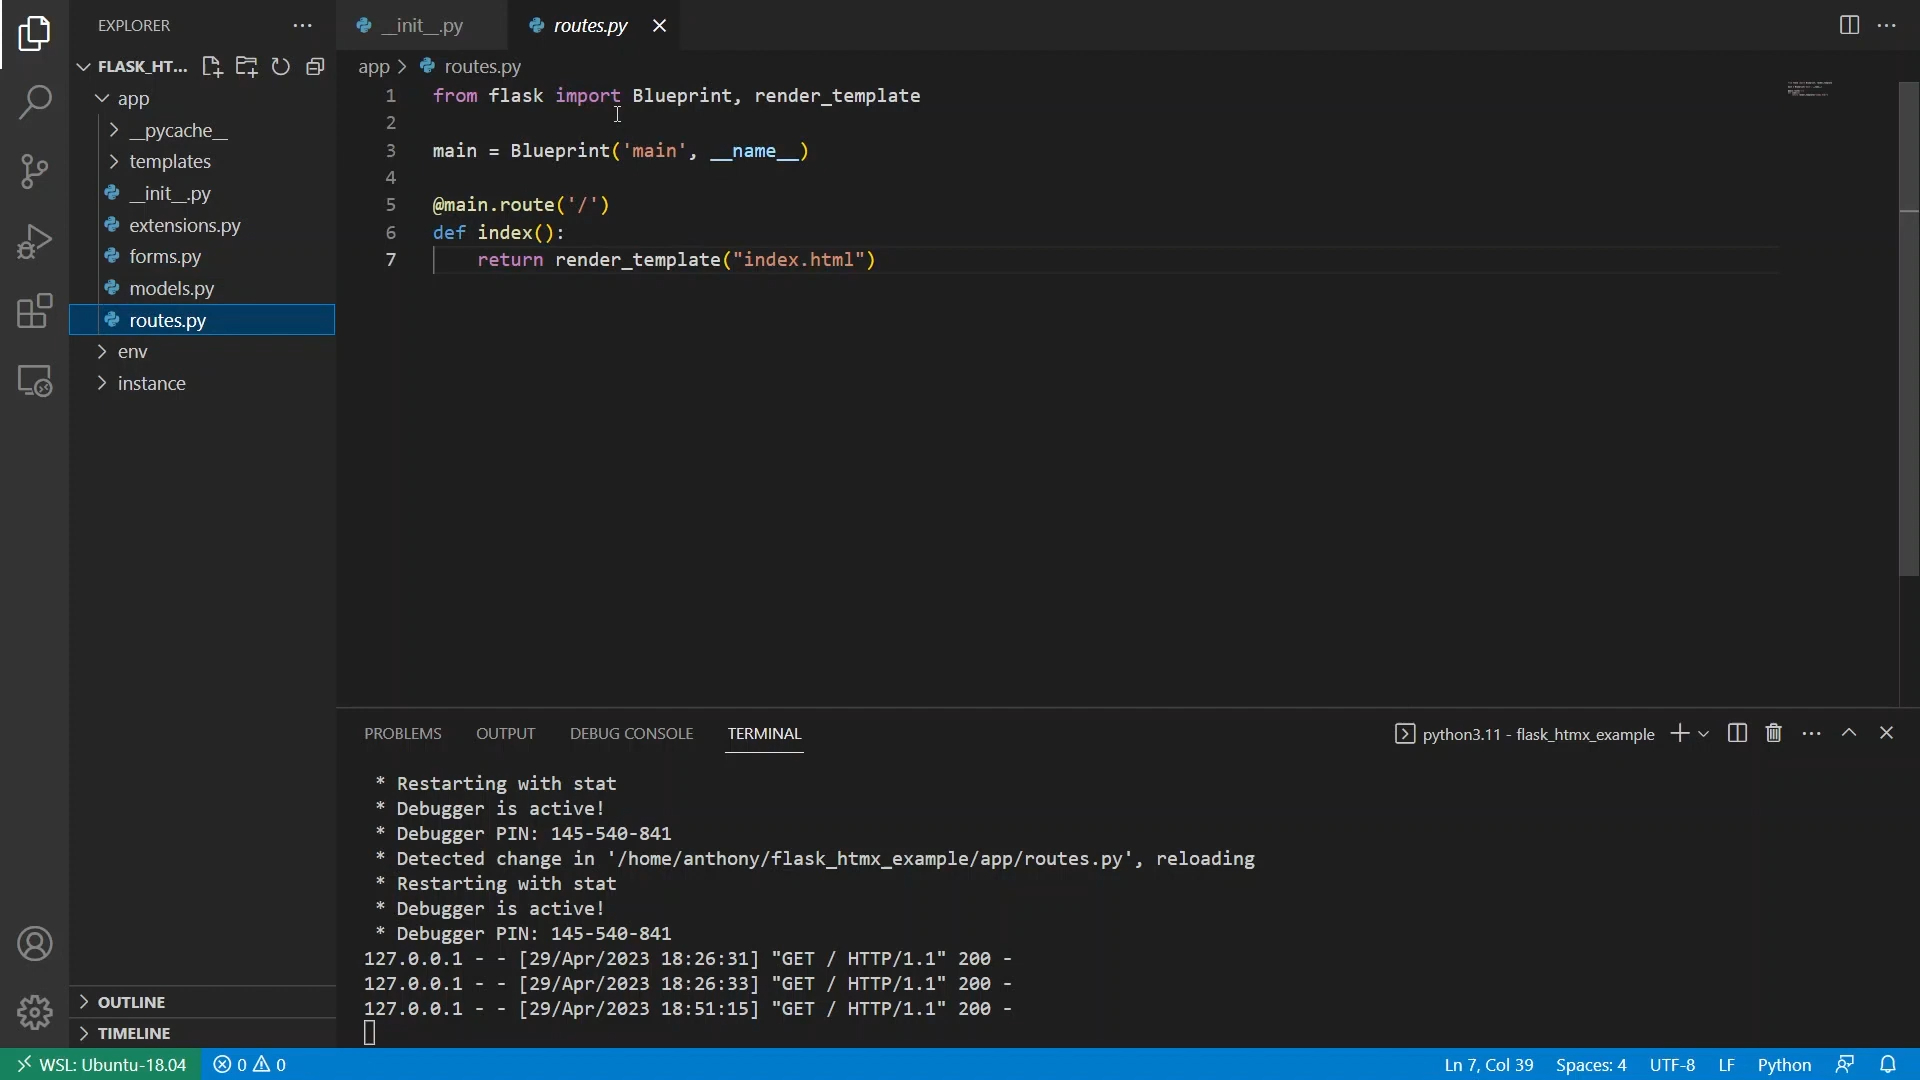 EXPLORER
__init__.py
routes.py
FLASK_HT...
app
__pycache__
templates
__init__.py
extensions.py
forms.py
models.py
routes.py
env
instance
OUTLINE
TIMELINE
app > routes.py
1 from flask import Blueprint, render_template
2
3 main = Blueprint('main', __name__)
4
5 @main.route('/')
6 def index():
7 return render_template("index.html")
PROBLEMS OUTPUT DEBUG CONSOLE TERMINAL
python3.11 - flask_htmx_example
* Restarting with stat
* Debugger is active!
* Debugger PIN: 145-540-841
* Detected change in '/home/anthony/flask_htmx_example/app/routes.py', reloading
* Restarting with stat
* Debugger is active!
* Debugger PIN: 145-540-841
127.0.0.1 - - [29/Apr/2023 18:26:31] "GET / HTTP/1.1" 200 -
127.0.0.1 - - [29/Apr/2023 18:26:33] "GET / HTTP/1.1" 200 -
127.0.0.1 - - [29/Apr/2023 18:51:15] "GET / HTTP/1.1" 200 -
WSL: Ubuntu-18.04 0 0 Ln 7, Col 39 Spaces: 4 UTF-8 LF Python